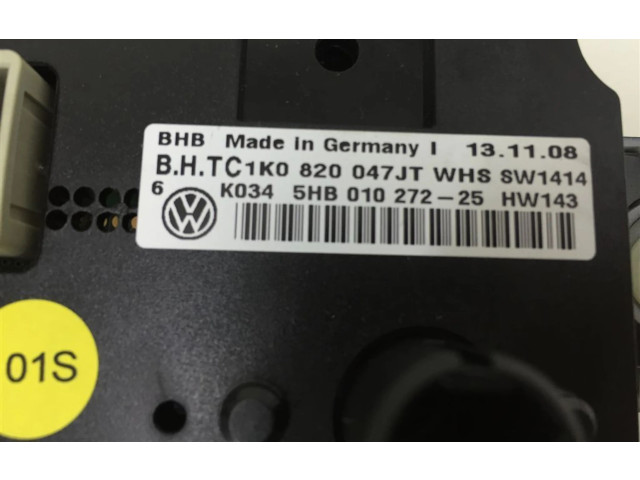 BHB Made In Germany I 13.11.08
B.H.TC1K0 820 047JT WHS SW1414
6 K034 5HB 010 272-25 HW143
01S